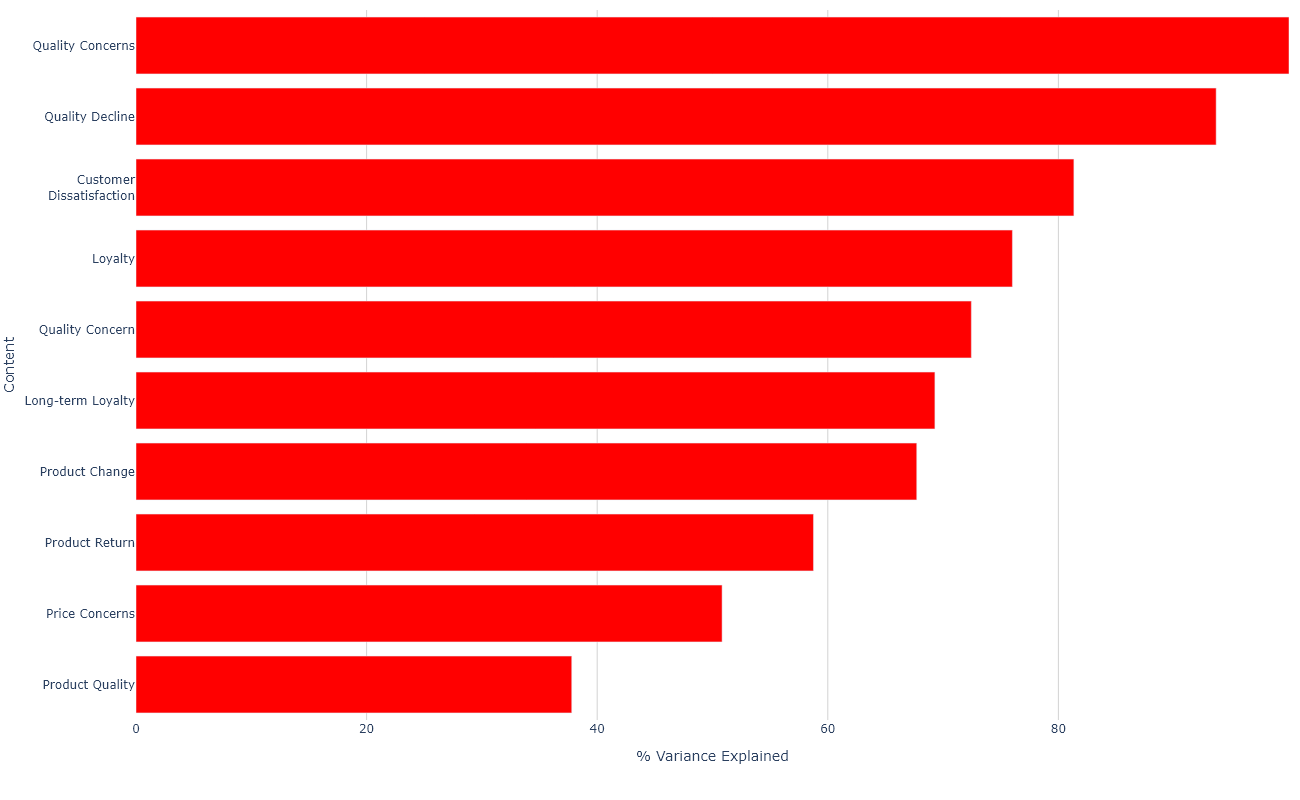 Quality Concerns
Quality Decline
Customer
Dissatisfaction
Loyalty
Quality Concern
Content
Long-term Loyalty
Product Change
Product Return
Price Concerns
Product Quality
0 20 40 60 80
% Variance Explained